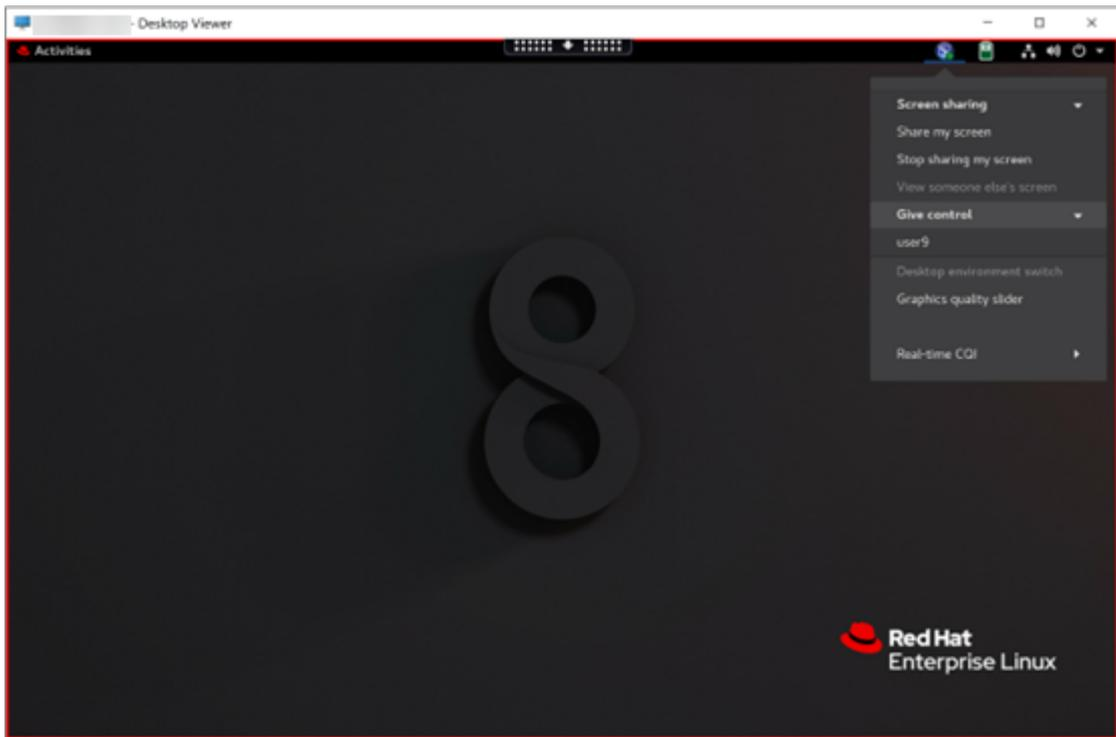 - Desktop Viewer
Activities
Screen sharing
Share my screen
Stop sharing my screen
View someone else's screen
Give control
user9
Desktop environment switch
Graphics quality slider
Real-time CQI
8
Red Hat
Enterprise Linux